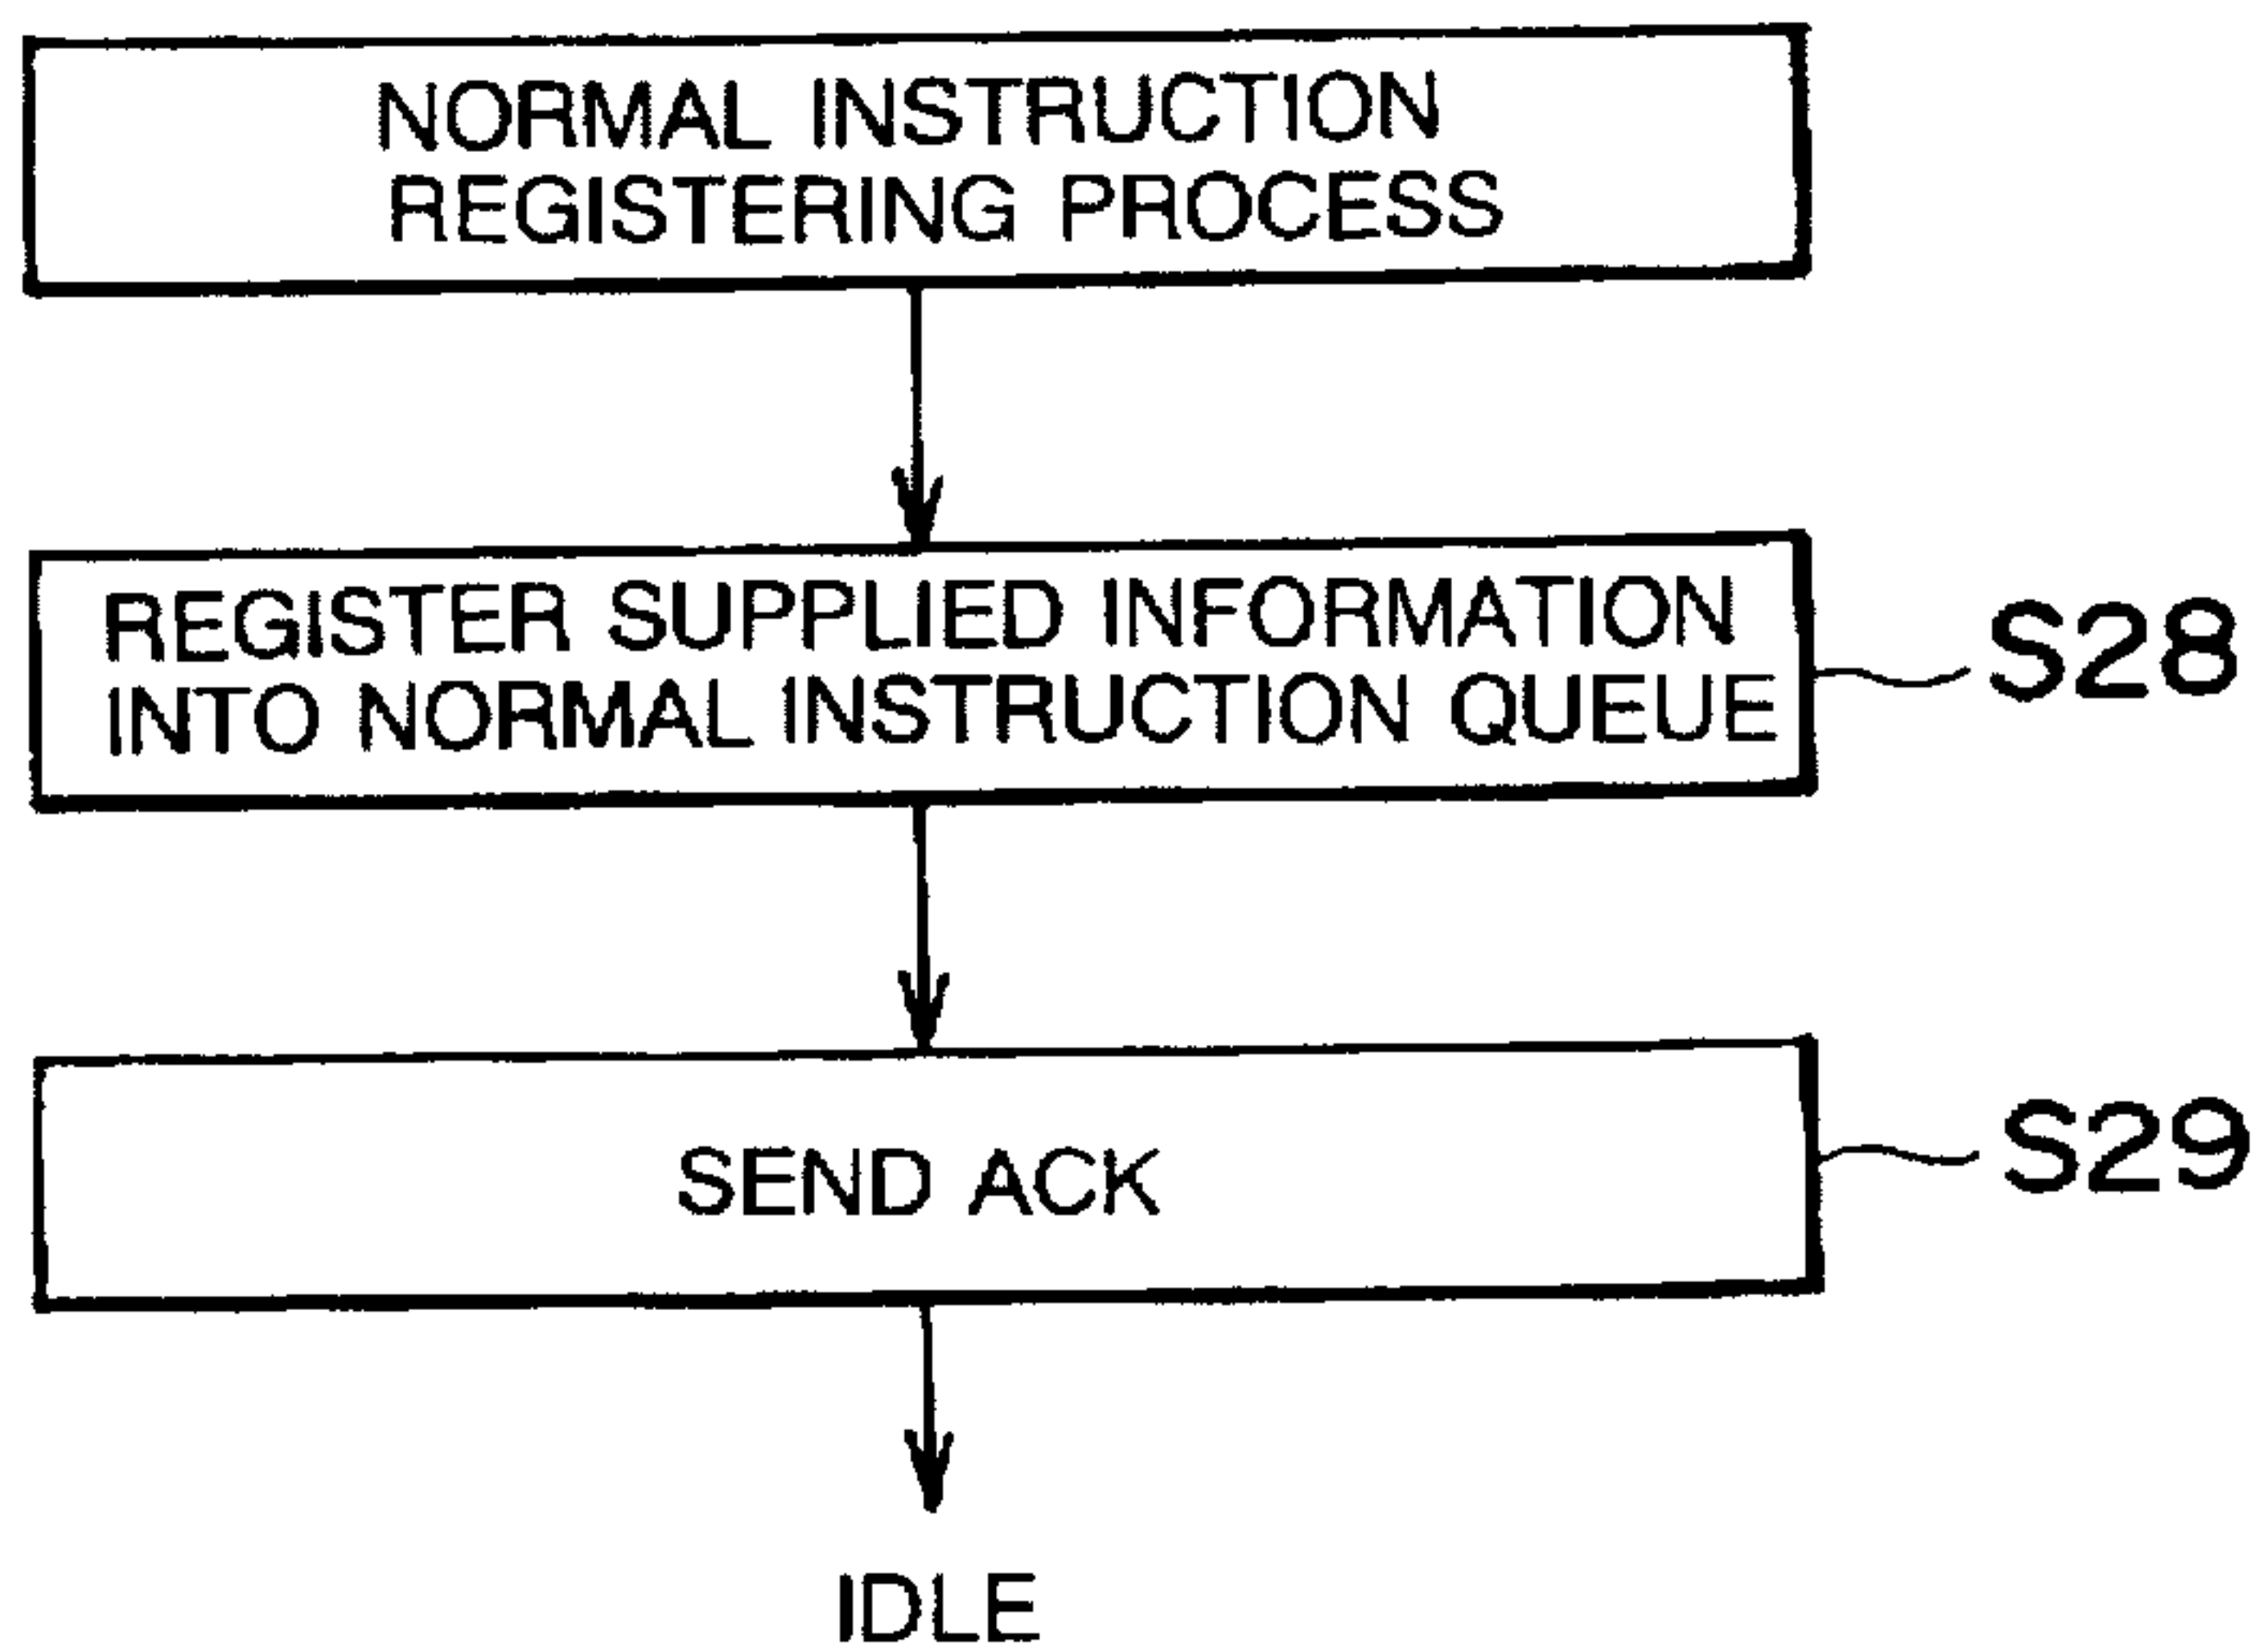 NORMAL INSTRUCTION
REGISTERING PROCESS
REGISTER SUPPLIED INFORMATION
INTO NORMAL INSTRUCTION QUEUE
S28
SEND ACK
S29
IDLE